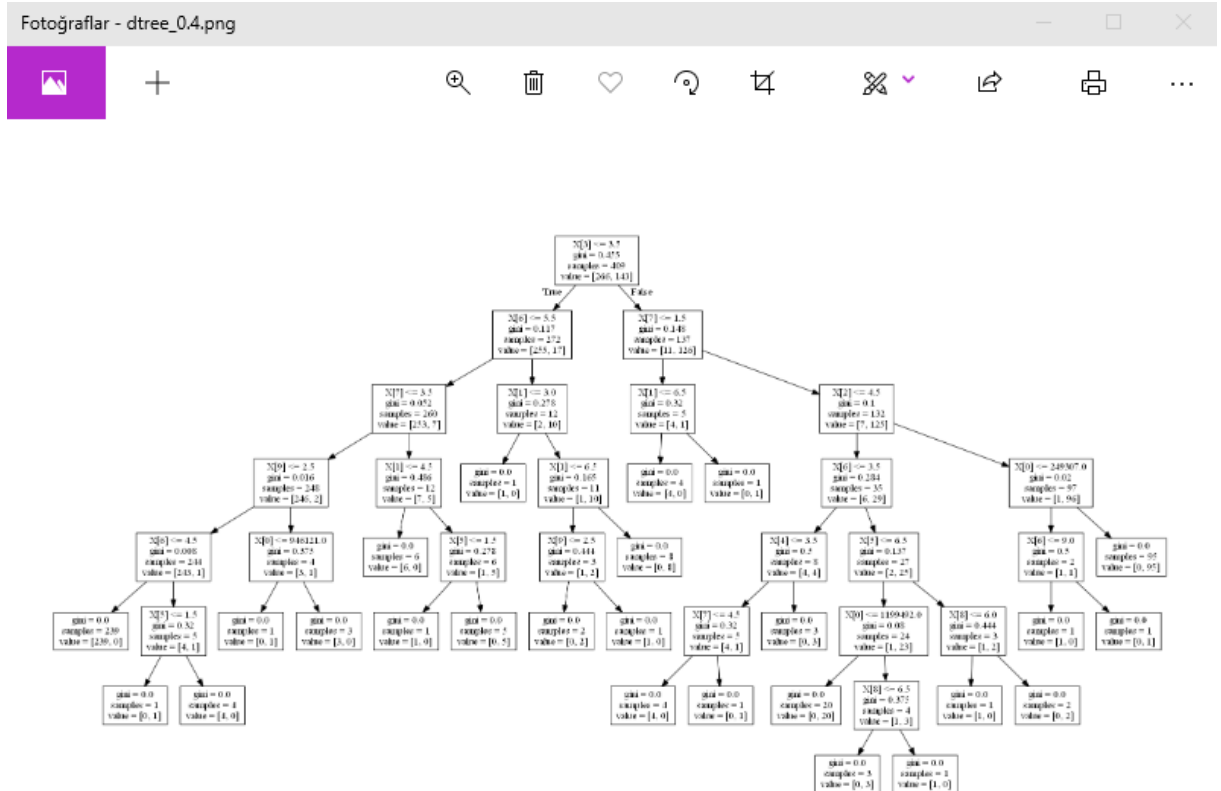 Fotoğraflar - dtree_0.4.png
X[3] <= 3.5
gini = 0.455
samples = 409
value = [266, 143]
True
False
X[6] <= 5.5
gini = 0.117
samples = 272
value = [255, 17]
X[7] <= 1.5
gini = 0.148
samples = 137
value = [11, 126]
X[7] <= 3.5
gini = 0.052
samples = 260
value = [253, 7]
X[1] <= 3.0
gini = 0.278
samples = 12
value = [2, 10]
X[1] <= 6.5
gini = 0.32
samples = 5
value = [4, 1]
X[2] <= 4.5
gini = 0.1
samples = 132
value = [7, 125]
X[9] <= 2.5
gini = 0.016
samples = 248
value = [246, 2]
X[1] <= 4.5
gini = 0.486
samples = 12
value = [7, 5]
gini = 0.0
samples = 1
value = [1, 0]
<= 6.5
gini = 0.165
samples = 11
value = [1, 10]
gini = 0.0
samples = 4
value = [4, 0]
gini = 0.0
samples = 1
value = [0, 1]
X[6] <= 3.5
gini = 0.284
samples = 35
value = [6, 29]
X[0] <= 249307.0
gini = 0.02
samples = 97
value = [1, 96]
X[6] <= 4.5
gini = 0.008
samples = 244
value = [243, 1]
X[0] <= 946121.0
gini = 0.375
samples = 4
value = [3, 1]
gini = 0.0
samples = 6
value = [6, 0]
X[5] <= 1.5
gini = 0.278
samples = 6
value = [1, 5]
X[9] <= 2.5
gini = 0.444
samples = 3
value = [1, 2]
gini = 0.0
samples = 8
value = [0, 8]
X[4] <= 3.5
gini = 0.5
samples = 8
value = [4, 4]
X[5] <= 6.5
gini = 0.137
samples = 27
value = [2, 25]
X[6] <= 9.0
gini = 0.5
samples = 2
value = [1, 1]
gini = 0.0
samples = 95
value = [0, 95]
gini = 0.0
samples = 239
value = [239, 0]
X[5] <= 1.5
gini = 0.32
samples = 5
value = [4, 1]
gini = 0.0
samples = 1
value = [0, 1]
gini = 0.0
samples = 3
value = [3, 0]
gini = 0.0
samples = 1
value = [1, 0]
gini = 0.0
samples = 5
value = [0, 5]
gini = 0.0
samples = 2
value = [0, 2]
gini = 0.0
samples = 1
value = [1, 0]
X[7] <= 4.5
gini = 0.32
samples = 5
value = [4, 1]
gini = 0.0
samples = 3
value = [0, 3]
X[0] <= 1199492.0
gini = 0.08
samples = 24
value = [1, 23]
X[8] <= 6.0
gini = 0.444
samples = 3
value = [1, 2]
gini = 0.0
samples = 1
value = [1, 0]
gini = 0.0
samples = 1
value = [0, 1]
gini = 0.0
samples = 1
value = [0, 1]
gini = 0.0
samples = 4
value = [4, 0]
gini = 0.0
samples = 4
value = [4, 0]
gini = 0.0
samples = 1
value = [0, 1]
gini = 0.0
samples = 20
value = [0, 20]
X[8] <= 6.5
gini = 0.375
samples = 4
value = [1, 3]
gini = 0.0
samples = 1
value = [1, 0]
gini = 0.0
samples = 2
value = [0, 2]
gini = 0.0
samples = 3
value = [0, 3]
gini = 0.0
samples = 1
value = [1, 0]